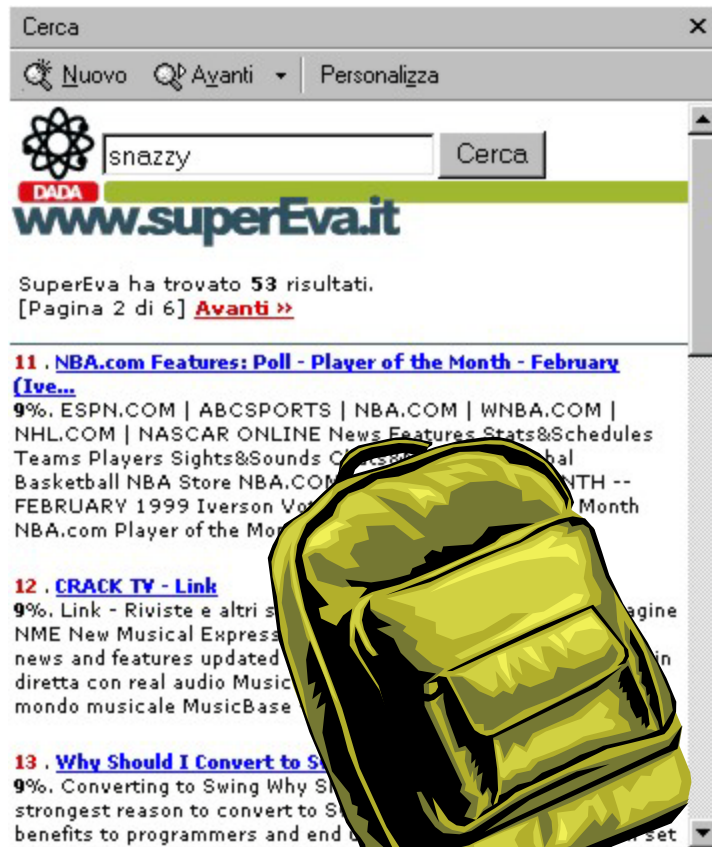 Cerca
Nuovo Avanti Personalizza
snazzy Cerca
DADA
www.superEva.it
SuperEva ha trovato 53 risultati.
[Pagina 2 di 6] Avanti »
11 . NBA.com Features: Poll - Player of the Month - February
(Ive...
9%. ESPN.COM | ABCSPORTS | NBA.COM | WNBA.COM |
NHL.COM | NASCAR ONLINE News Features Stats&Schedules
Teams Players Sights&Sounds
Basketball NBA Store NBA.COM NTH --
FEBRUARY 1999 Iverson Month
NBA.com Player of the
12 . CRACK TV - Link
9%. Link - Riviste e altri
NME New Musical Express
news and features updated in
diretta con real audio Music
mondo musicale MusicBase
13 . Why Should I Convert to
9%. Converting to Swing Why
strongest reason to convert to
benefits to programmers and end set